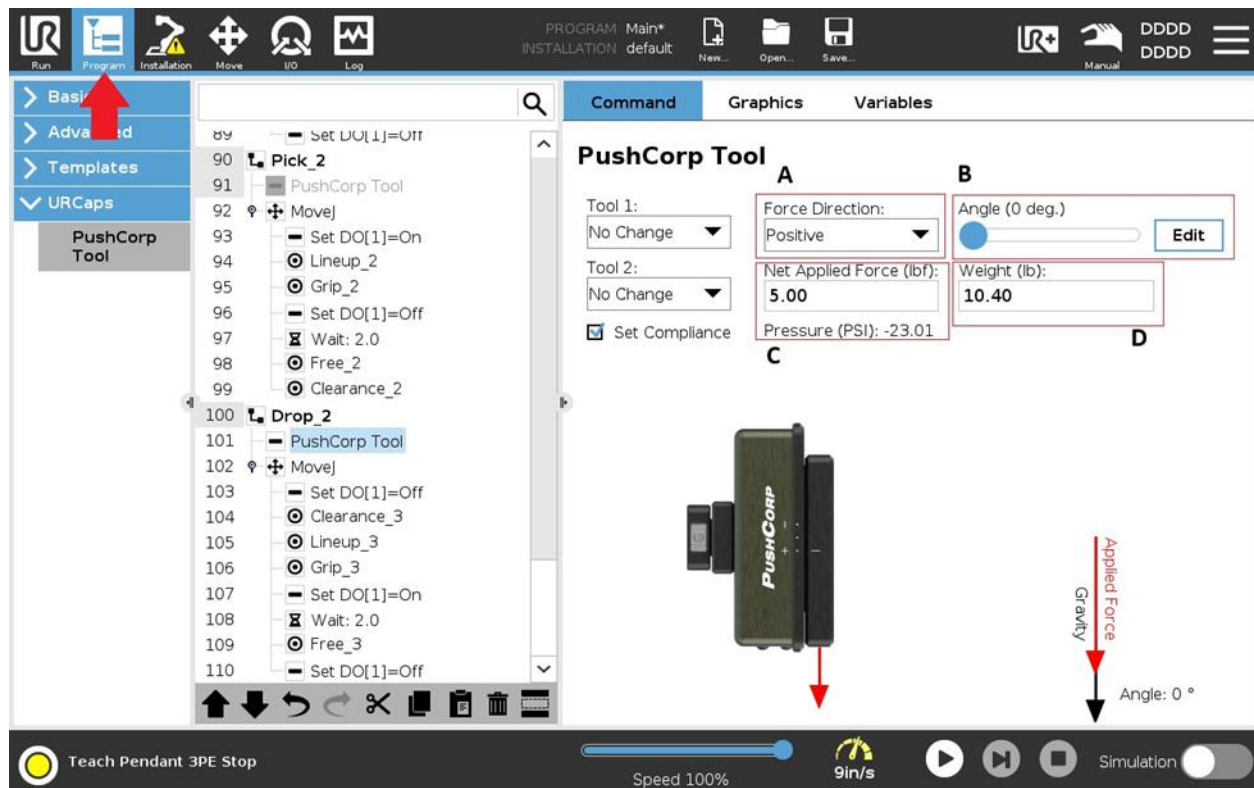 PROGRAM Main*
INSTALLATION default
DDDD
DDDD
Run
Program
Installation
Move
I/O
Log
New...
Open...
Save...
UR+
Manual
Basi
Advan ed
Templates
URCaps
PushCorp
Tool
89 Set DO[1]=Off
90 Pick_2
91 PushCorp Tool
92 MoveJ
93 Set DO[1]=On
94 Lineup_2
95 Grip_2
96 Set DO[1]=Off
97 Wait: 2.0
98 Free_2
99 Clearance_2
100 Drop_2
101 PushCorp Tool
102 MoveJ
103 Set DO[1]=Off
104 Clearance_3
105 Lineup_3
106 Grip_3
107 Set DO[1]=On
108 Wait: 2.0
109 Free_3
110 Set DO[1]=Off
Command Graphics Variables
PushCorp Tool
A
B
Tool 1:
No Change
Force Direction:
Positive
Angle (0 deg.)
Edit
Tool 2:
No Change
Net Applied Force (lbf):
5.00
Weight (lb):
10.40
Set Compliance
Pressure (PSI): -23.01
C
D
PUSHCORP
+ -
Applied Force
Gravity
Angle: 0 °
Teach Pendant 3PE Stop
Speed 100%
9in/s
Simulation